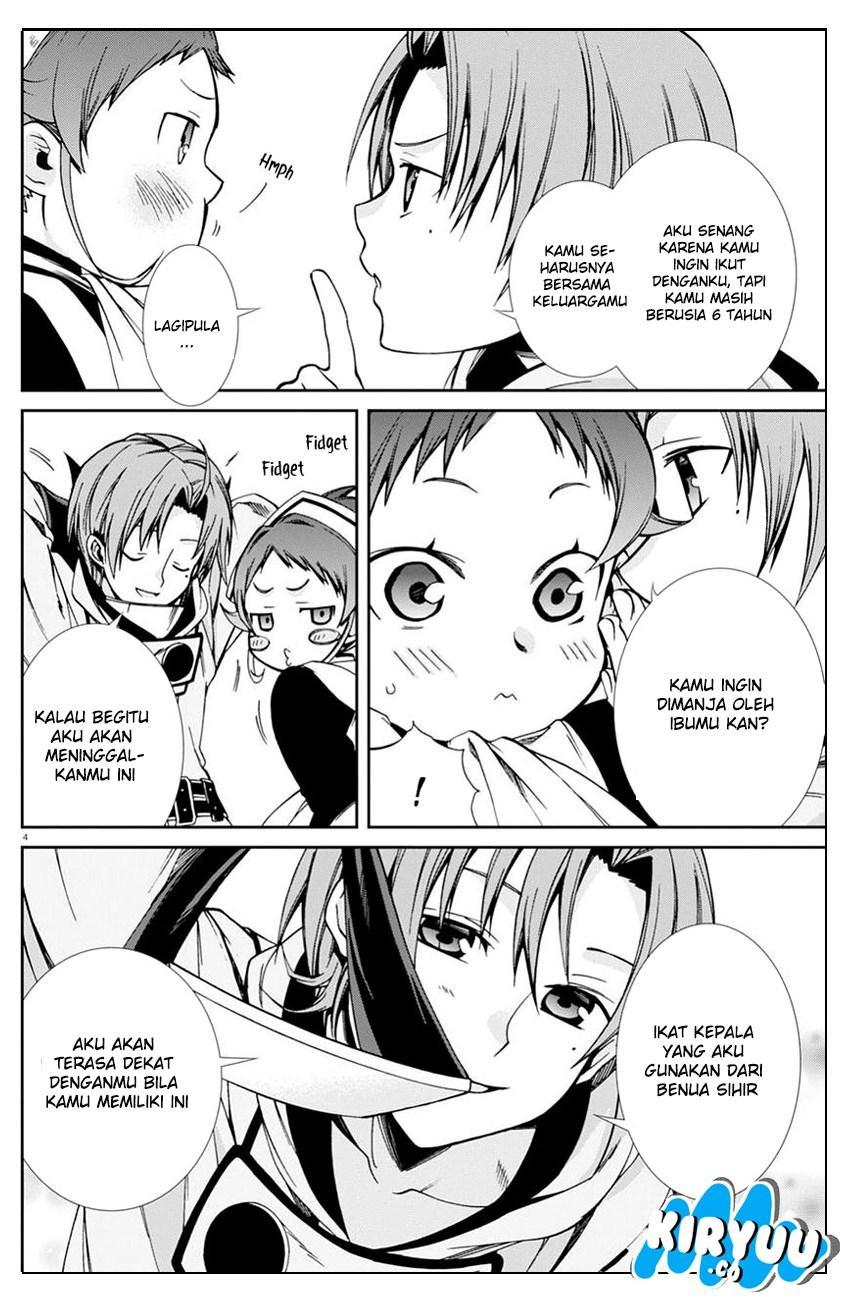 Hmph
AKU SENANG
KARENA KAMU
INGIN IKUT
DENGANKU, TAPI
KAMU MASIH
BERUSIA 6 TAHUN
KAMU SE-
HARUSNYA
BERSAMA
KELUARGAMU
LAGIPULA
...
KAMU INGIN
DIMANJA OLEH
IBUMU KAN?
!
Fidget
Fidget
KALAU BEGITU
AKU AKAN
MENINGGAL-
KANMU INI
4
IKAT KEPALA
YANG AKU
GUNAKAN DARI
BENUA SIHIR
AKU AKAN
TERASA DEKAT
DENGANMU BILA
KAMU MEMILIKI INI
KIRYUU
.CO